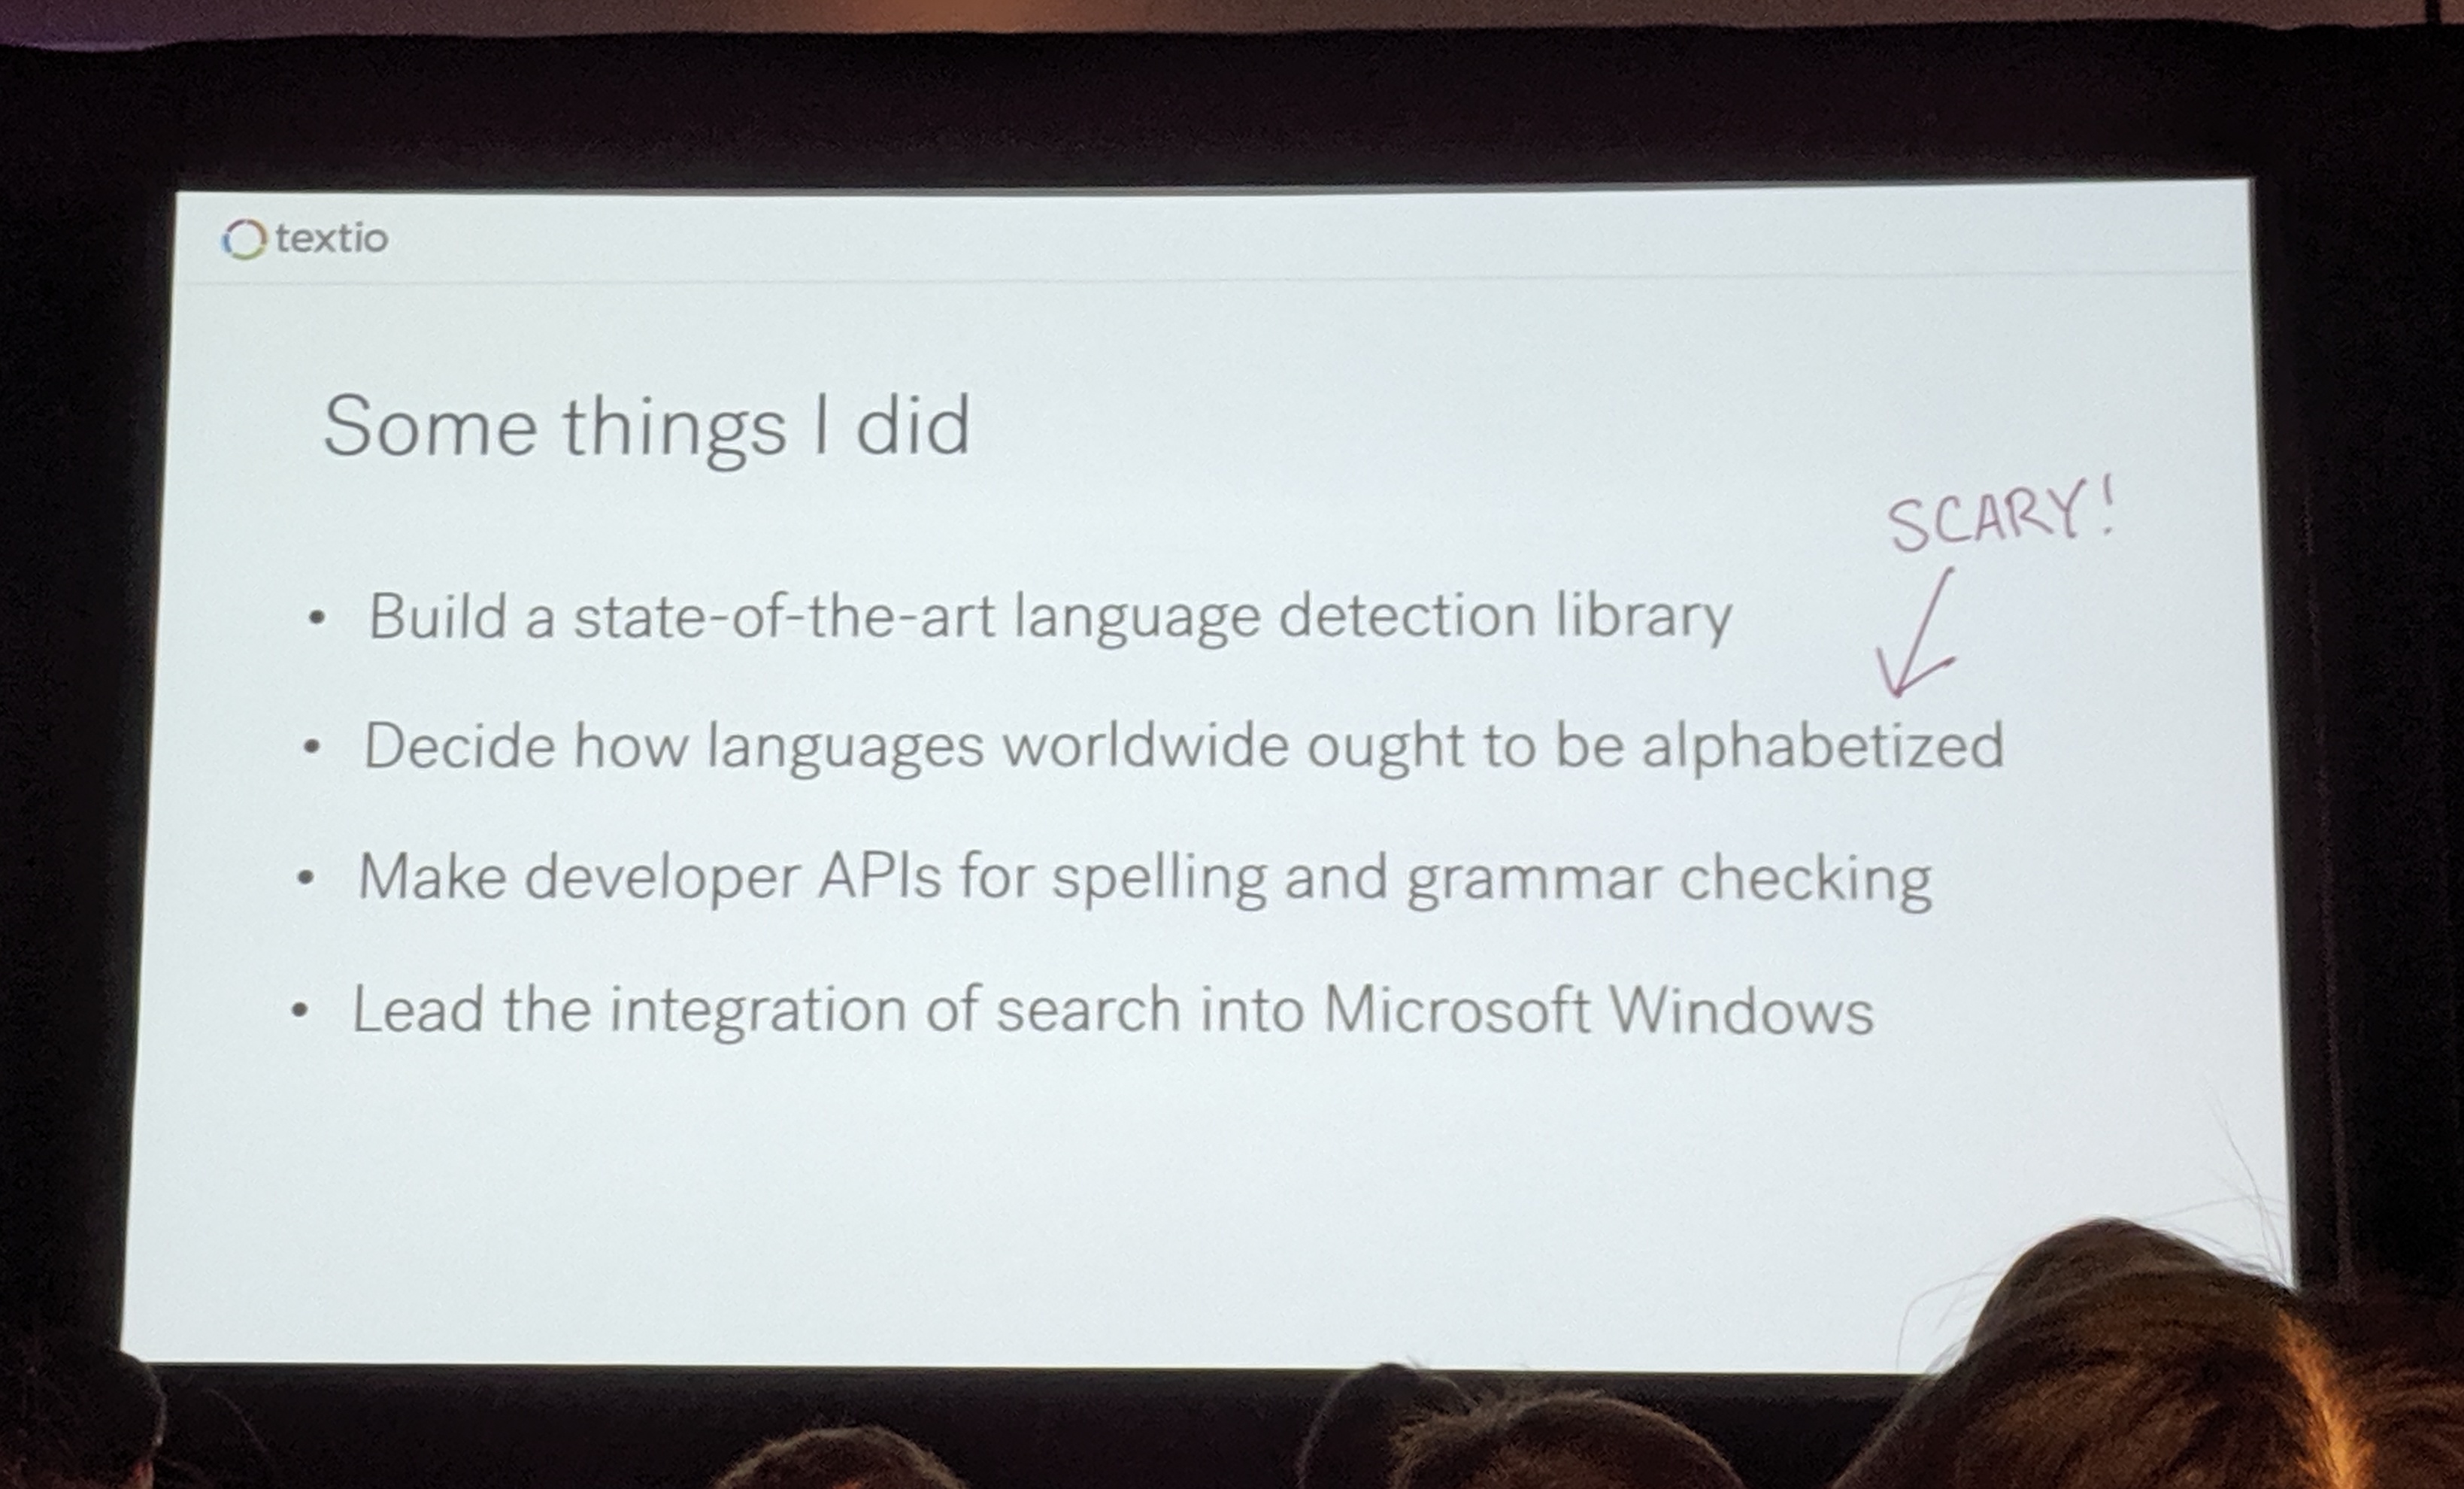 textio
Some things I did
SCARY!
• Build a state-of-the-art language detection library
• Decide how languages worldwide ought to be alphabetized
• Make developer APIs for spelling and grammar checking
• Lead the integration of search into Microsoft Windows